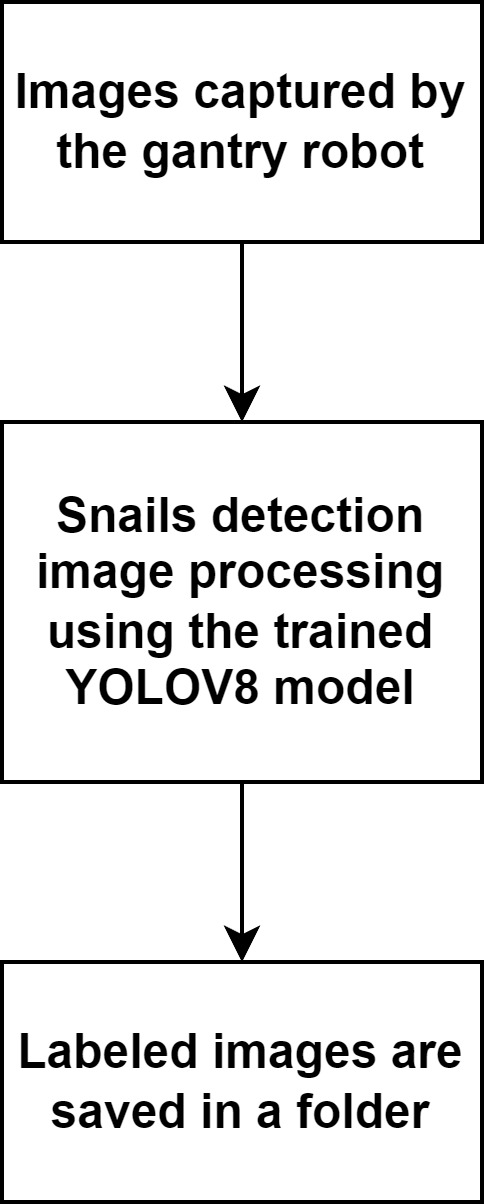 Images captured by
the gantry robot
Snails detection
image processing
using the trained
YOLOV8 model
Labeled images are
saved in a folder